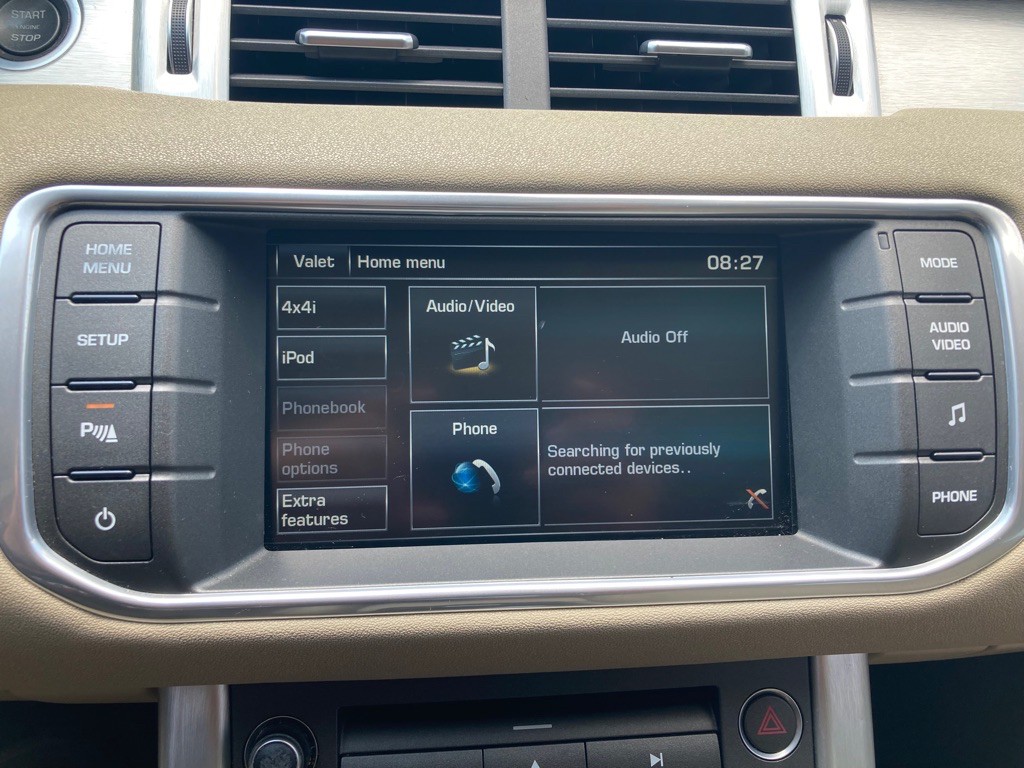 START
ENGINE
STOP
HOME
MENU
SETUP
P
Valet
Home menu
08:27
4x4i
iPod
Phonebook
Phone
options
Extra
features
Audio/Video
Audio Off
Phone
Searching for previously
connected devices..
MODE
AUDIO
VIDEO
PHONE